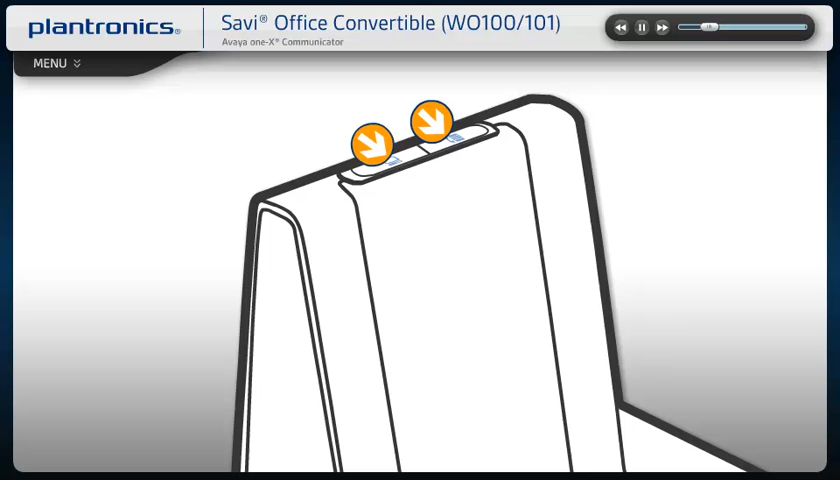 plantronics®
Savi® Office Convertible (WO100/101)
Avaya one-X® Communicator
MENU